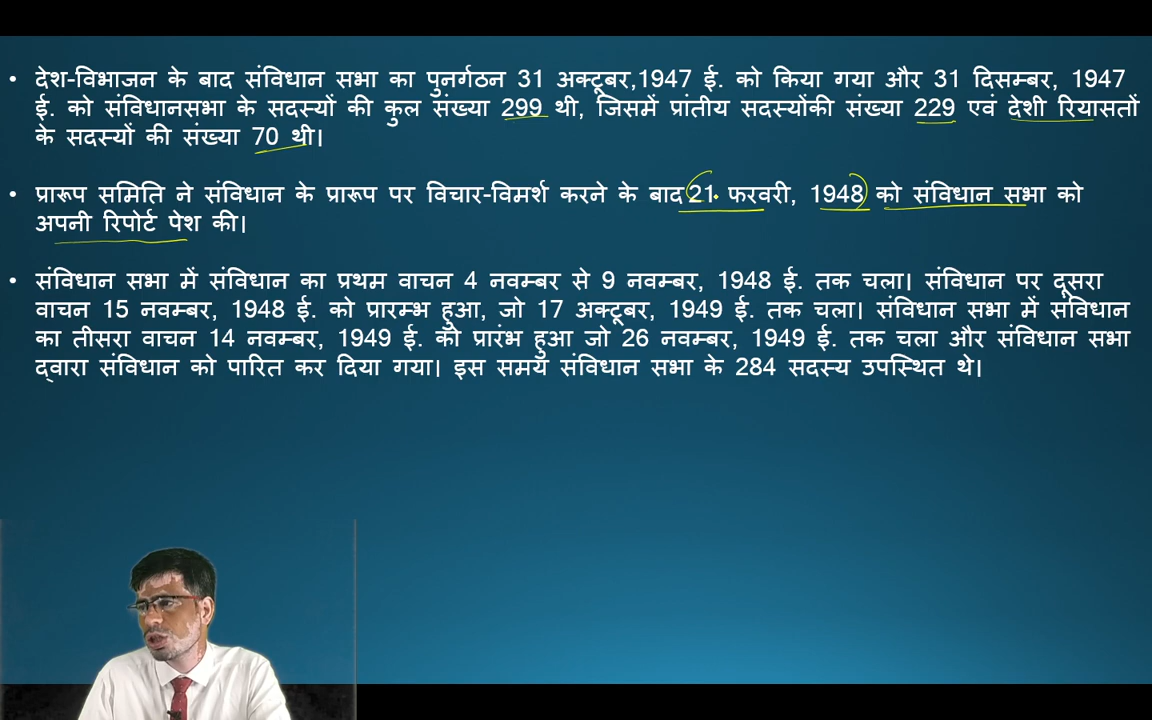 • देश-विभाजन के बाद संविधान सभा का पुनर्गठन 31 अक्टूबर,1947 ई. को किया गया और 31 दिसम्बर, 1947
ई. को संविधानसभा के सदस्यों की कुल संख्या 299 थी, जिसमें प्रांतीय सदस्योंकी संख्या 229 एवं देशी रियासतों
के सदस्यों की संख्या 70 थी।
• प्रारूप समिति ने संविधान के प्रारूप पर विचार-विमर्श करने के बाद 21 फरवरी, 1948 को संविधान सभा को
अपनी रिपोर्ट पेश की।
• संविधान सभा में संविधान का प्रथम वाचन 4 नवम्बर से 9 नवम्बर, 1948 ई. तक चला। संविधान पर दूसरा
वाचन 15 नवम्बर, 1948 ई. को प्रारम्भ हुआ, जो 17 अक्टूबर, 1949 ई. तक चला। संविधान सभा में संविधान
का तीसरा वाचन 14 नवम्बर, 1949 ई. को प्रारंभ हुआ जो 26 नवम्बर, 1949 ई. तक चला और संविधान सभा
द्वारा संविधान को पारित कर दिया गया। इस समय संविधान सभा के 284 सदस्य उपस्थित थे।